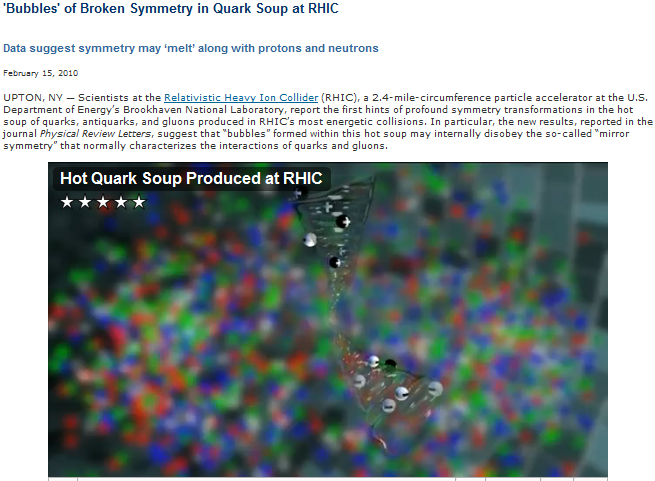 'Bubbles' of Broken Symmetry in Quark Soup at RHIC
Data suggest symmetry may ‘melt’ along with protons and neutrons
February 15, 2010
UPTON, NY — Scientists at the Relativistic Heavy Ion Collider (RHIC), a 2.4-mile-circumference particle accelerator at the U.S.
Department of Energy’s Brookhaven National Laboratory, report the first hints of profound symmetry transformations in the hot
soup of quarks, antiquarks, and gluons produced in RHIC’s most energetic collisions. In particular, the new results, reported in the
journal Physical Review Letters, suggest that “bubbles” formed within this hot soup may internally disobey the so-called “mirror
symmetry” that normally characterizes the interactions of quarks and gluons.
Hot Quark Soup Produced at RHIC